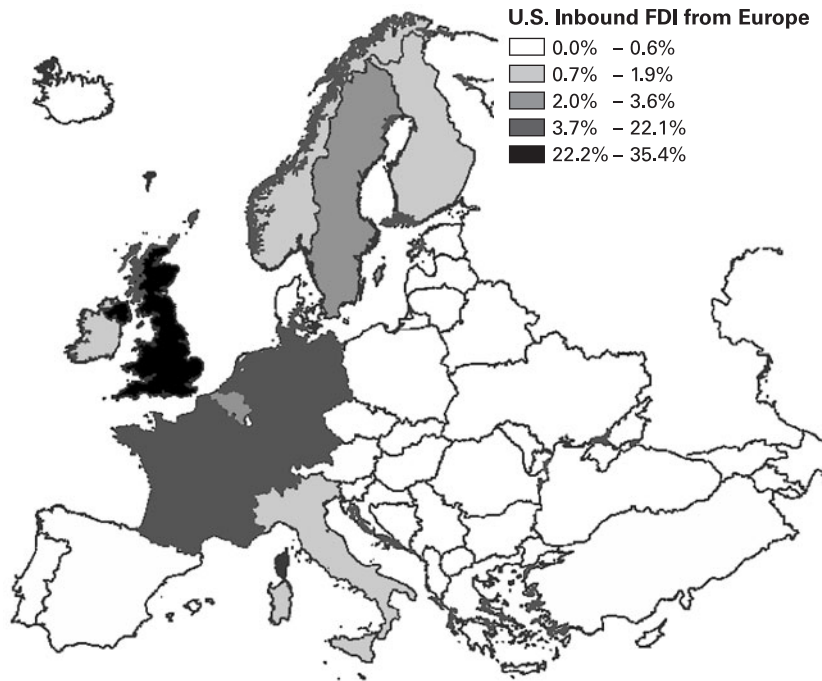 U.S. Inbound FDI from Europe
0.0% – 0.6%
0.7% – 1.9%
2.0% – 3.6%
3.7% – 22.1%
22.2% – 35.4%